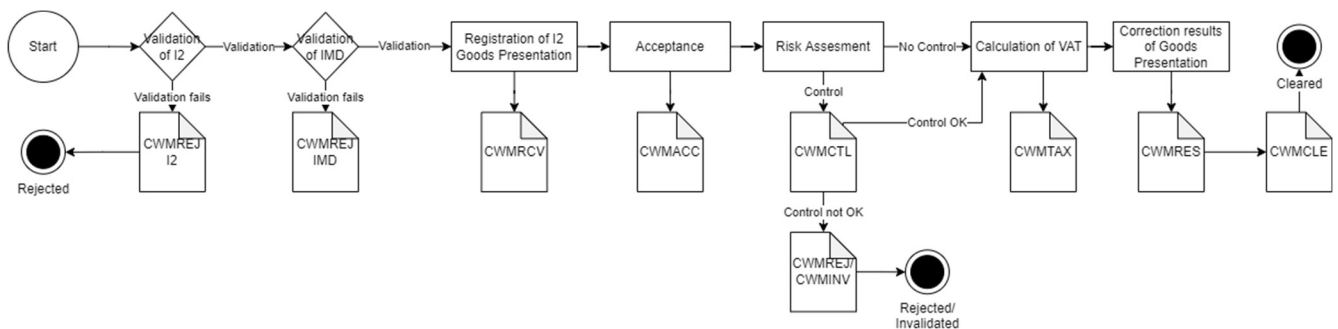 Start
Validation
of I2
Validation
Validation
of IMD
Validation
Registration of I2
Goods Presentation
Acceptance
Risk Assesment
No Control
Calculation of VAT
Correction results
of Goods
Presentation
Cleared
Validation fails
Validation fails
Control
CWMREJ
I2
CWMREJ
IMD
CWMRCV
CWMACC
CWMCTL
Control OK
CWMTAX
CWMRES
CWMCLE
Rejected
Control not OK
CWMREJ/
CWMINV
Rejected/
Invalidated